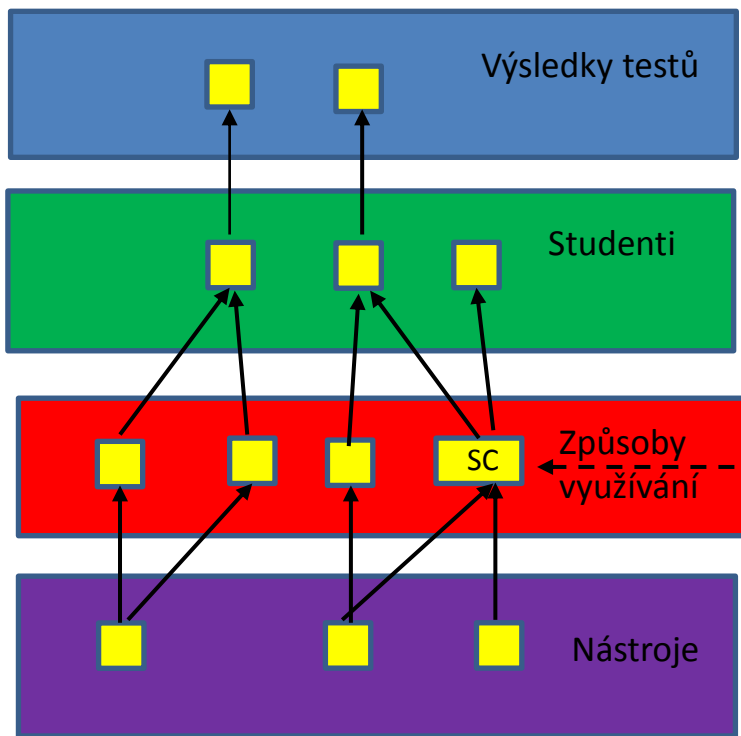 Výsledky testů
Studenti
SC
Způsoby
využívání
Nástroje